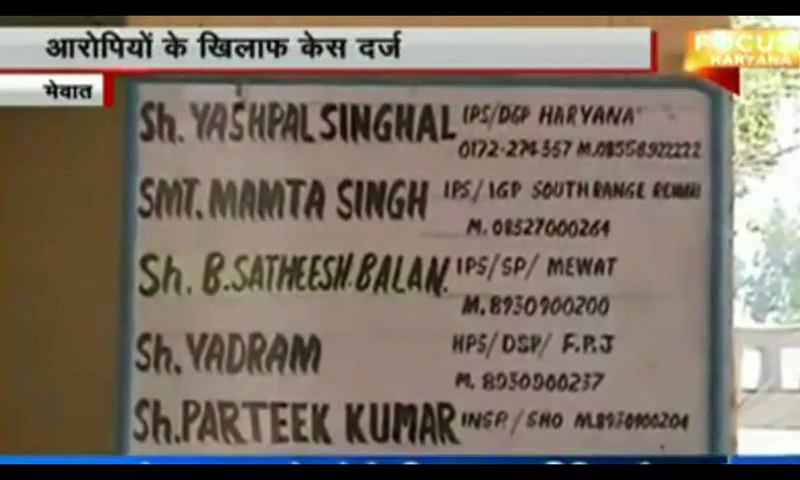 आरोपियों के खिलाफ केस दर्ज
FOCUS
HARYANA
मेवात
Sh. YASHPAL SINGHAL IPS/DGP HARYANA
0172-274357 M.08558922222
SMT. MAMTA SINGH IPS/IGP SOUTH RANGE REWARI
M. 08527000264
Sh. B. SATHEESH BALAN. IPS/SP/ MEWAT
M. 8930900200
Sh. YADRAM HPS/DSP/ F.P.J
M. 8930900237
Sh. PARTEEK KUMAR INSP./SHO M.8930900204